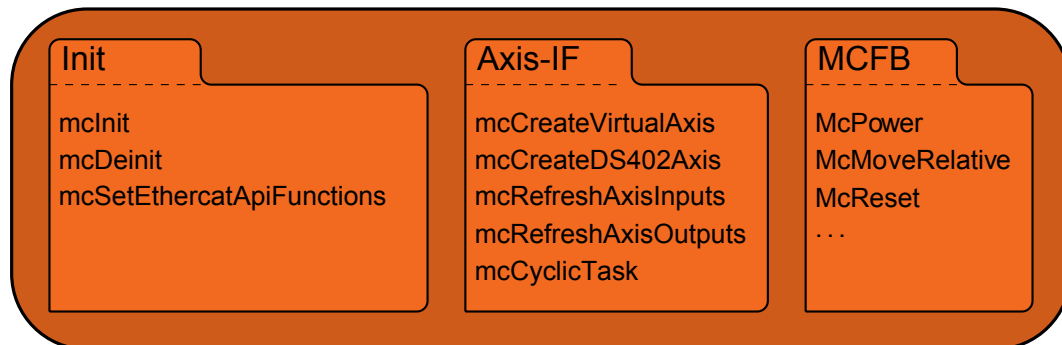 Init
mcInit
mcDeinit
mcSetEthercatApiFunctions
Axis-IF
mcCreateVirtualAxis
mcCreateDS402Axis
mcRefreshAxisInputs
mcRefreshAxisOutputs
mcCyclicTask
MCFB
McPower
McMoveRelative
McReset
...